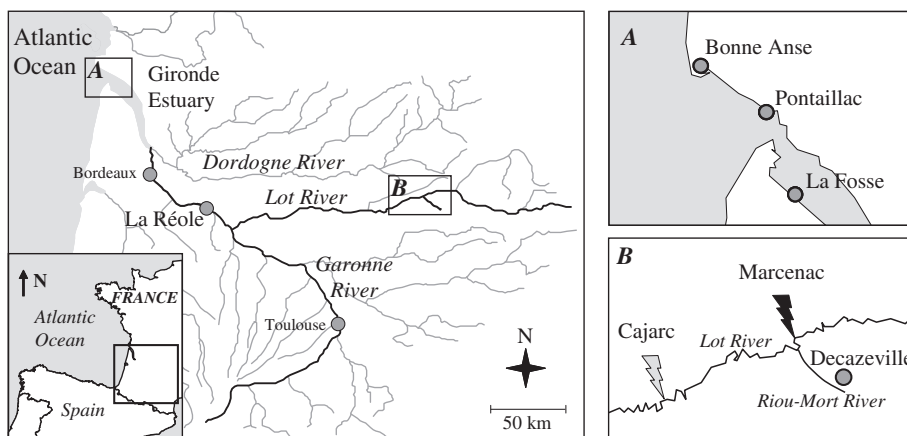 Atlantic
Ocean
A
Gironde
Estuary
Dordogne River
Bordeaux
Lot River
B
La Réole
Garonne
River
Toulouse
N
FRANCE
Atlantic
Ocean
Spain
N
50 km
A
Bonne Anse
Pontaillac
La Fosse
B
Marcenac
Cajarc
Lot River
Decazeville
Riou-Mort River